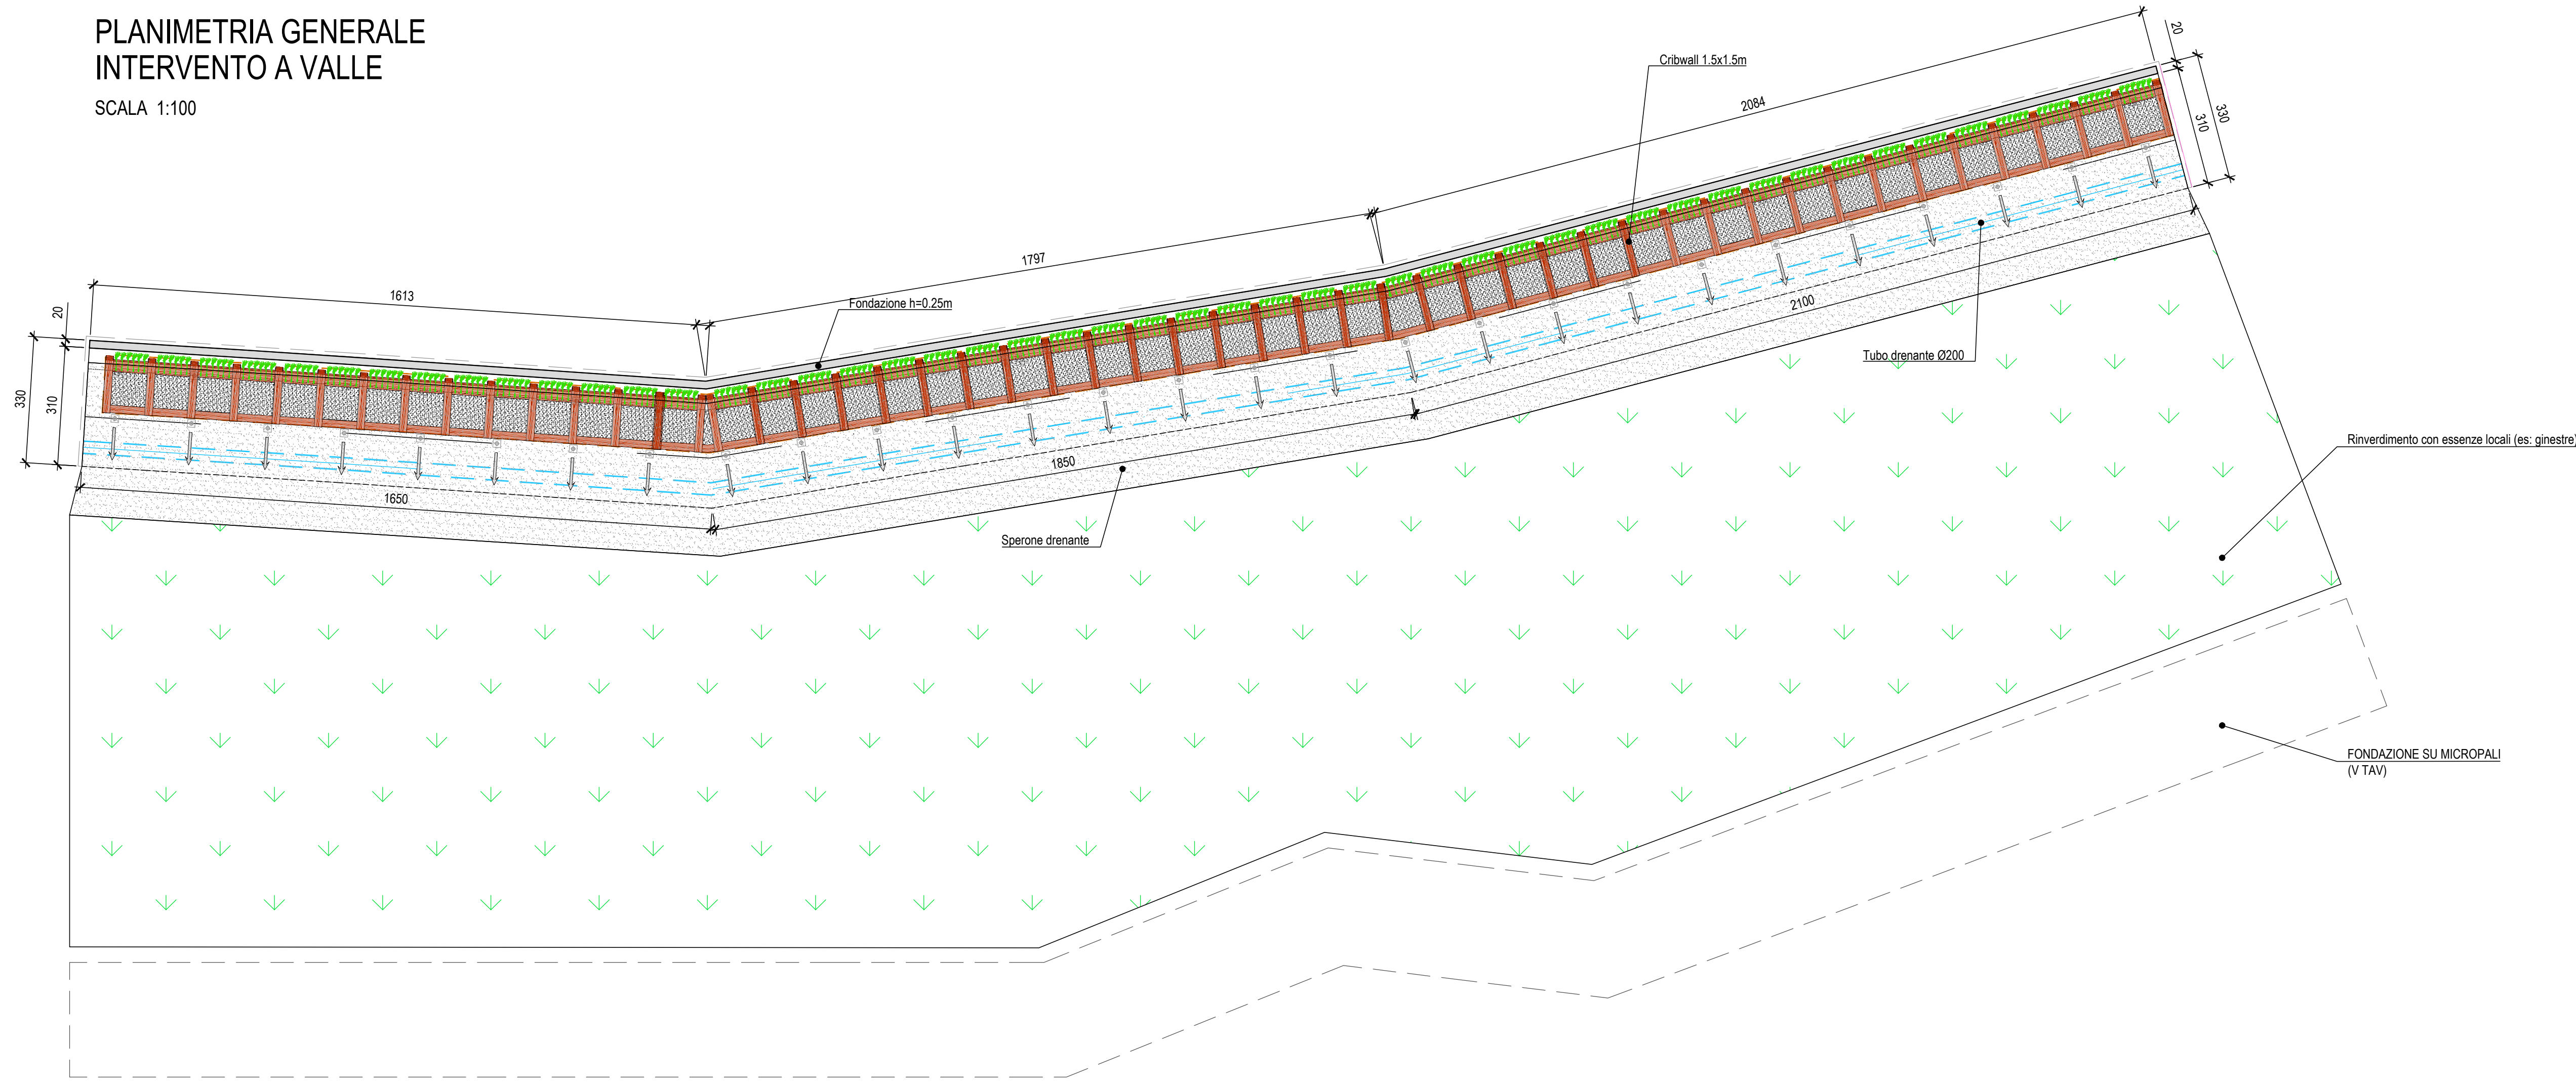 PLANIMETRIA GENERALE
INTERVENTO A VALLE
SCALA 1:100
Cribwall 1.5x1.5m
2084
20
310
330
1797
1613
20
Fondazione h=0.25m
330
310
2100
Tubo drenante Ø200
1850
1650
Sperone drenante
Rinverdimento con essenze locali (es: ginestre)
FONDAZIONE SU MICROPALI
(V TAV)